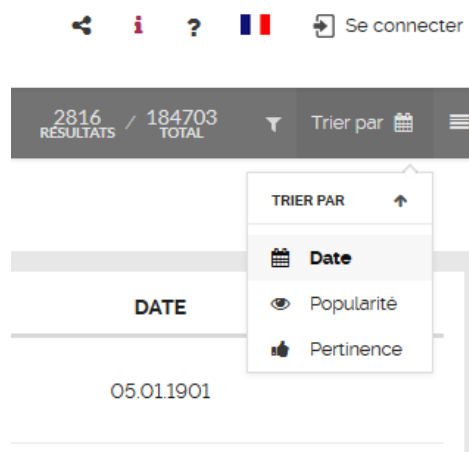 Se connecter
2816 / 184703
RÉSULTATS TOTAL
Trier par
TRIER PAR
Date
DATE
Popularité
Pertinence
05.01.1901